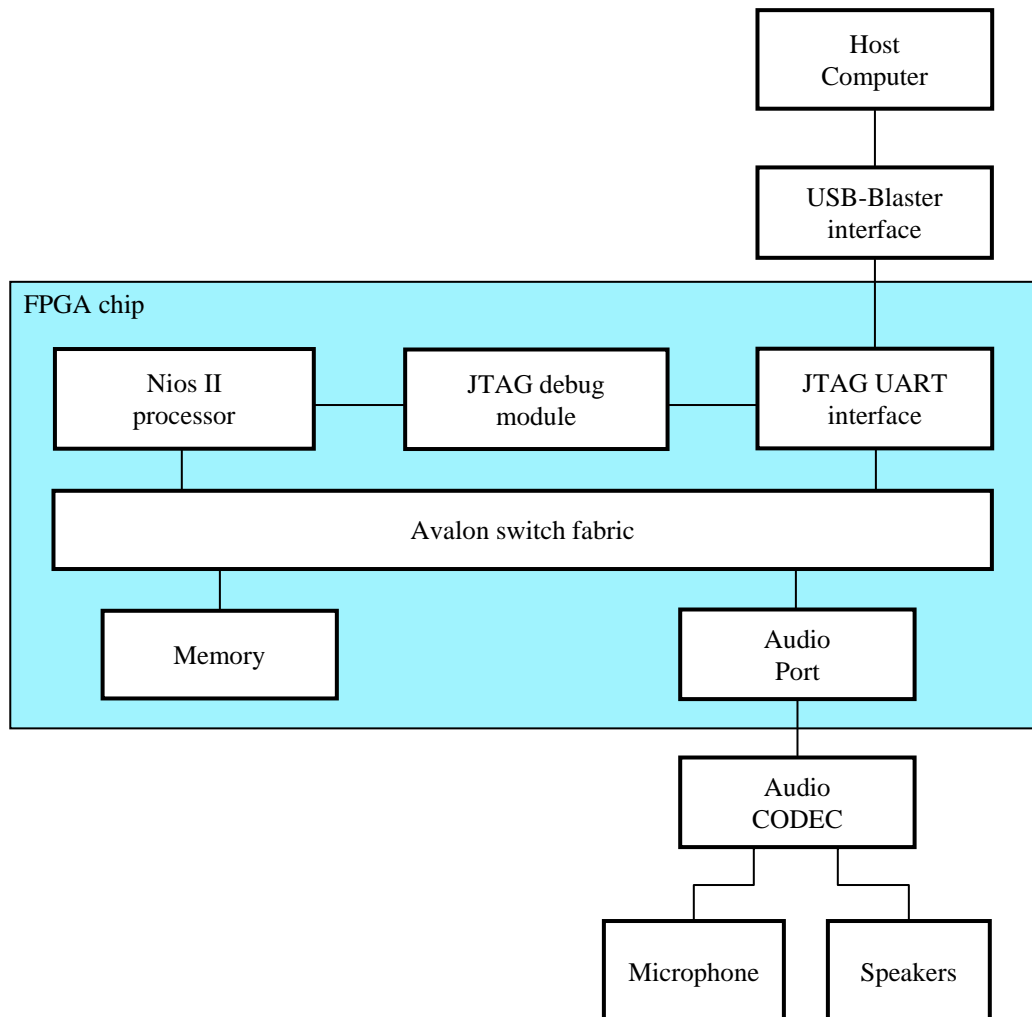 Host
Computer
USB-Blaster
interface
FPGA chip
Nios II
processor
JTAG debug
module
JTAG UART
interface
Avalon switch fabric
Memory
Audio
Port
Audio
CODEC
Microphone
Speakers